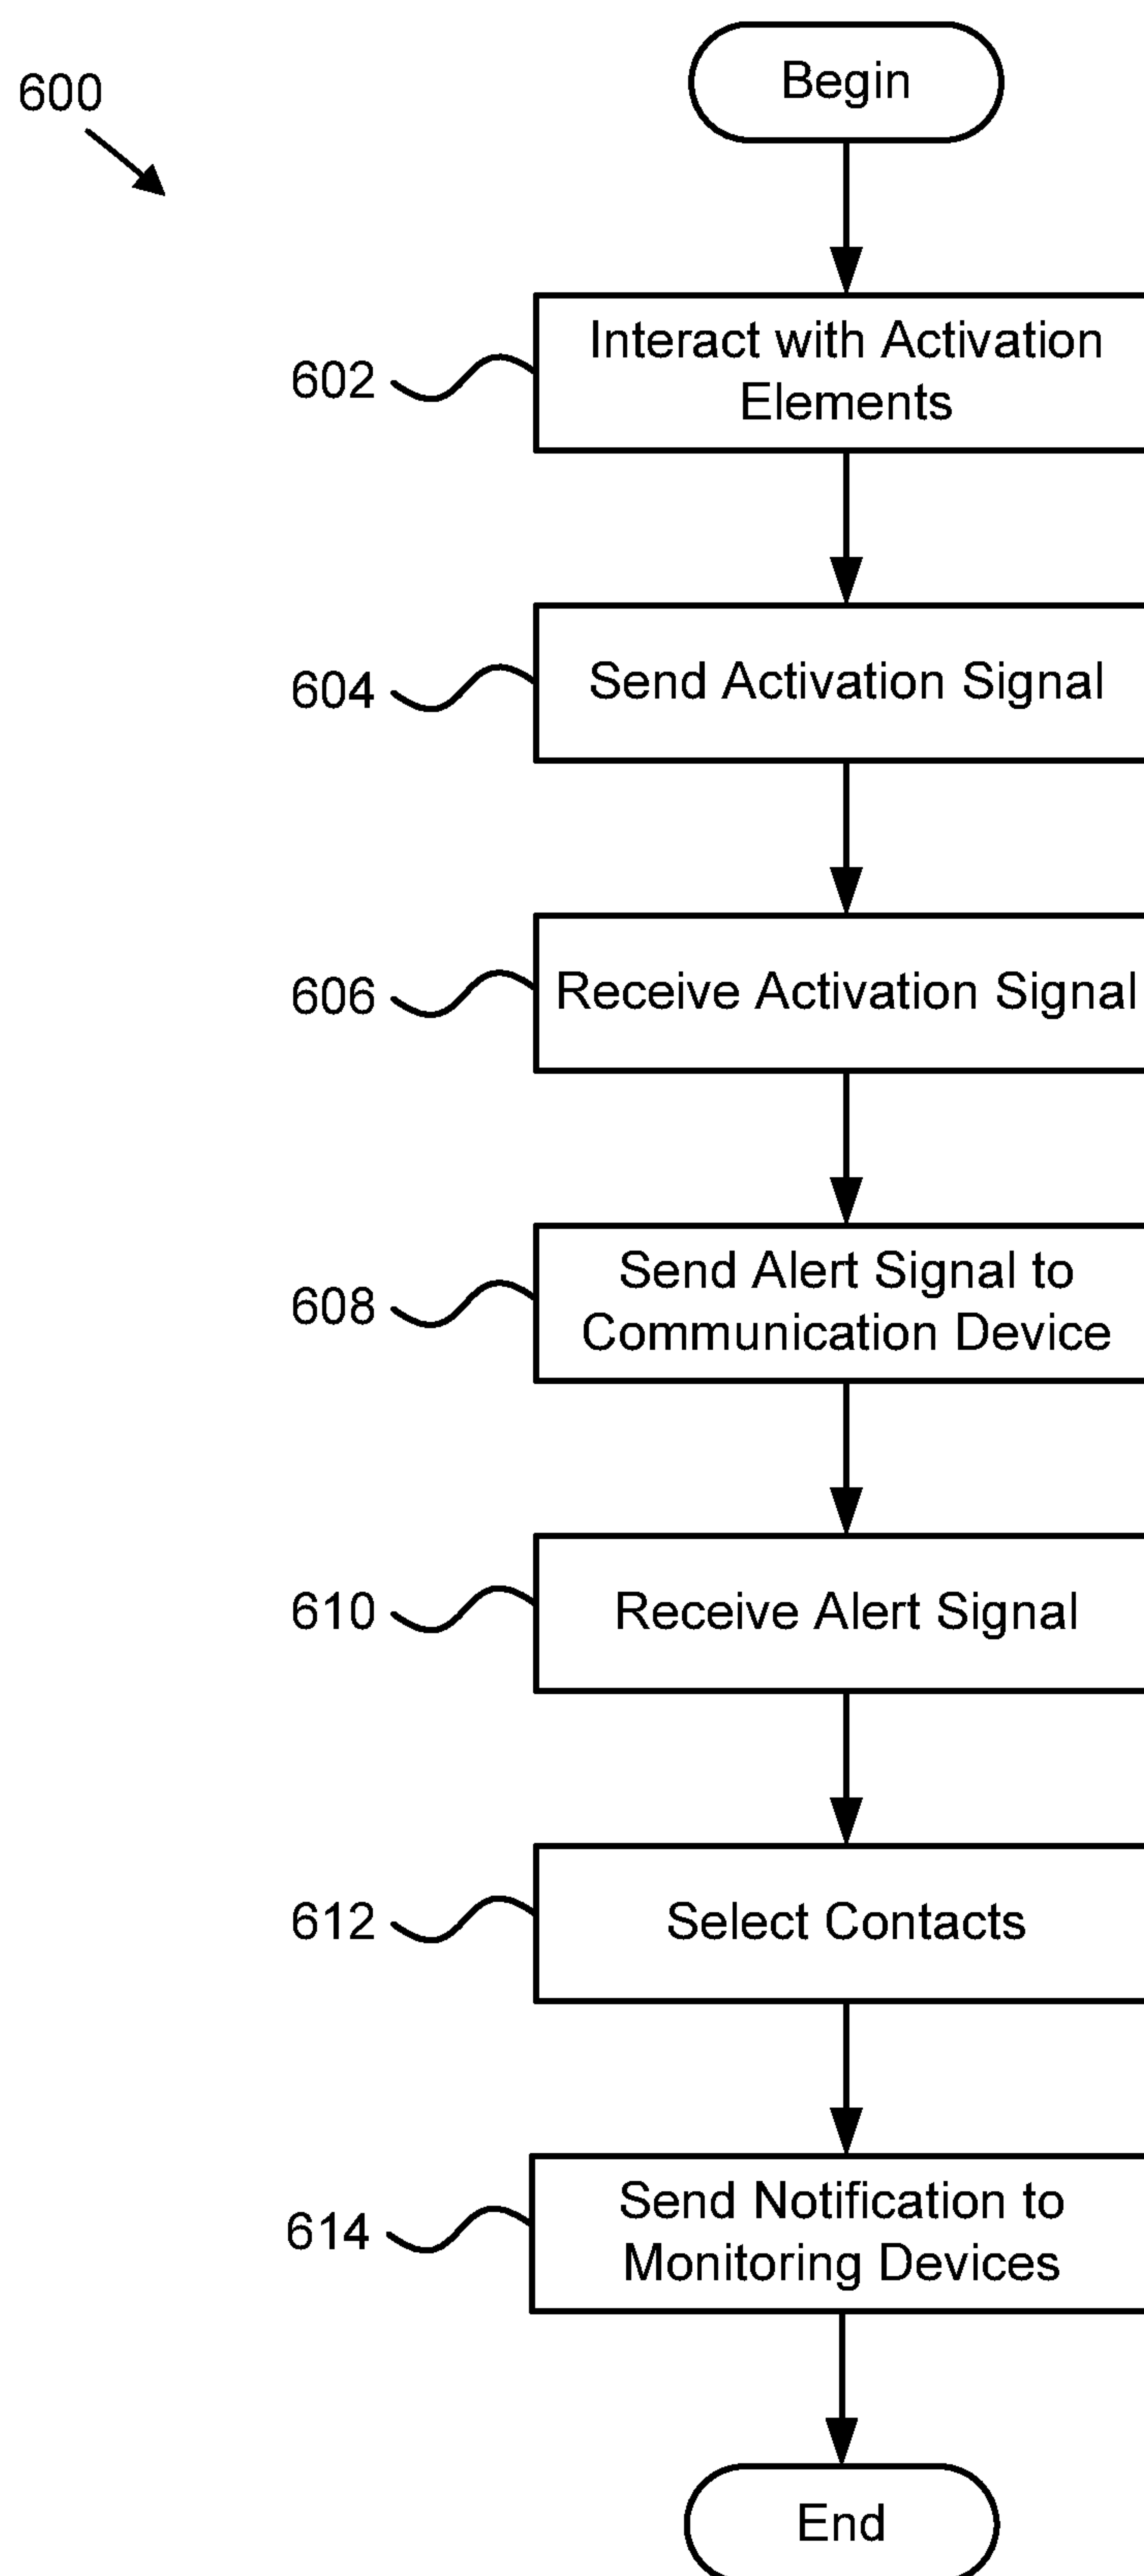 600
Begin
602
Interact with Activation
Elements
604
Send Activation Signal
606
Receive Activation Signal
608
Send Alert Signal to
Communication Device
610
Receive Alert Signal
612
Select Contacts
614
Send Notification to
Monitoring Devices
End